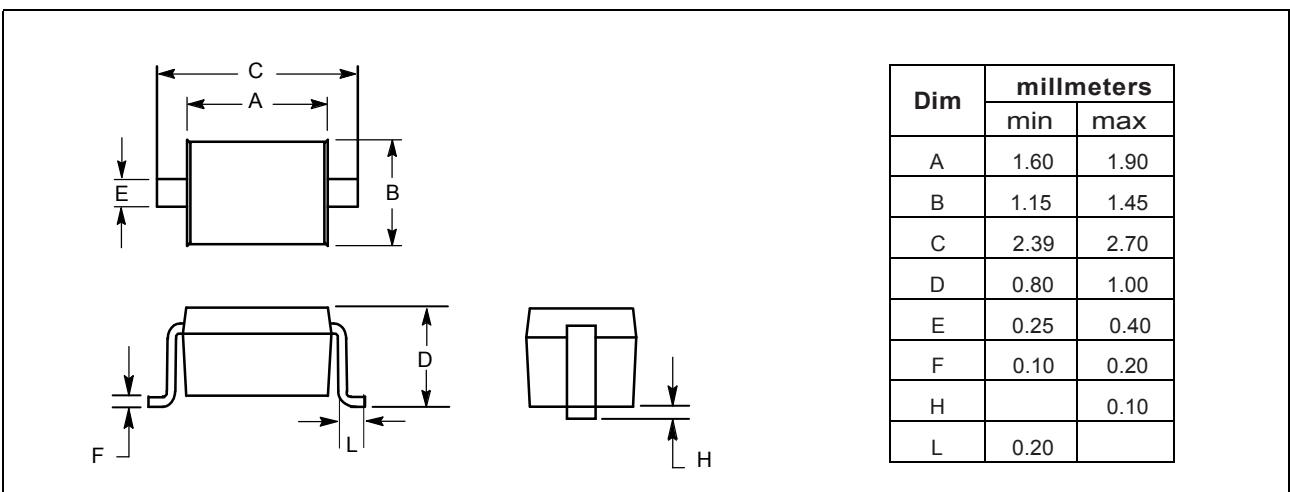 C
A
E
B
D
F
L
H
Dim millmeters
min max
A 1.60 1.90
B 1.15 1.45
C 2.39 2.70
D 0.80 1.00
E 0.25 0.40
F 0.10 0.20
H 0.10
L 0.20